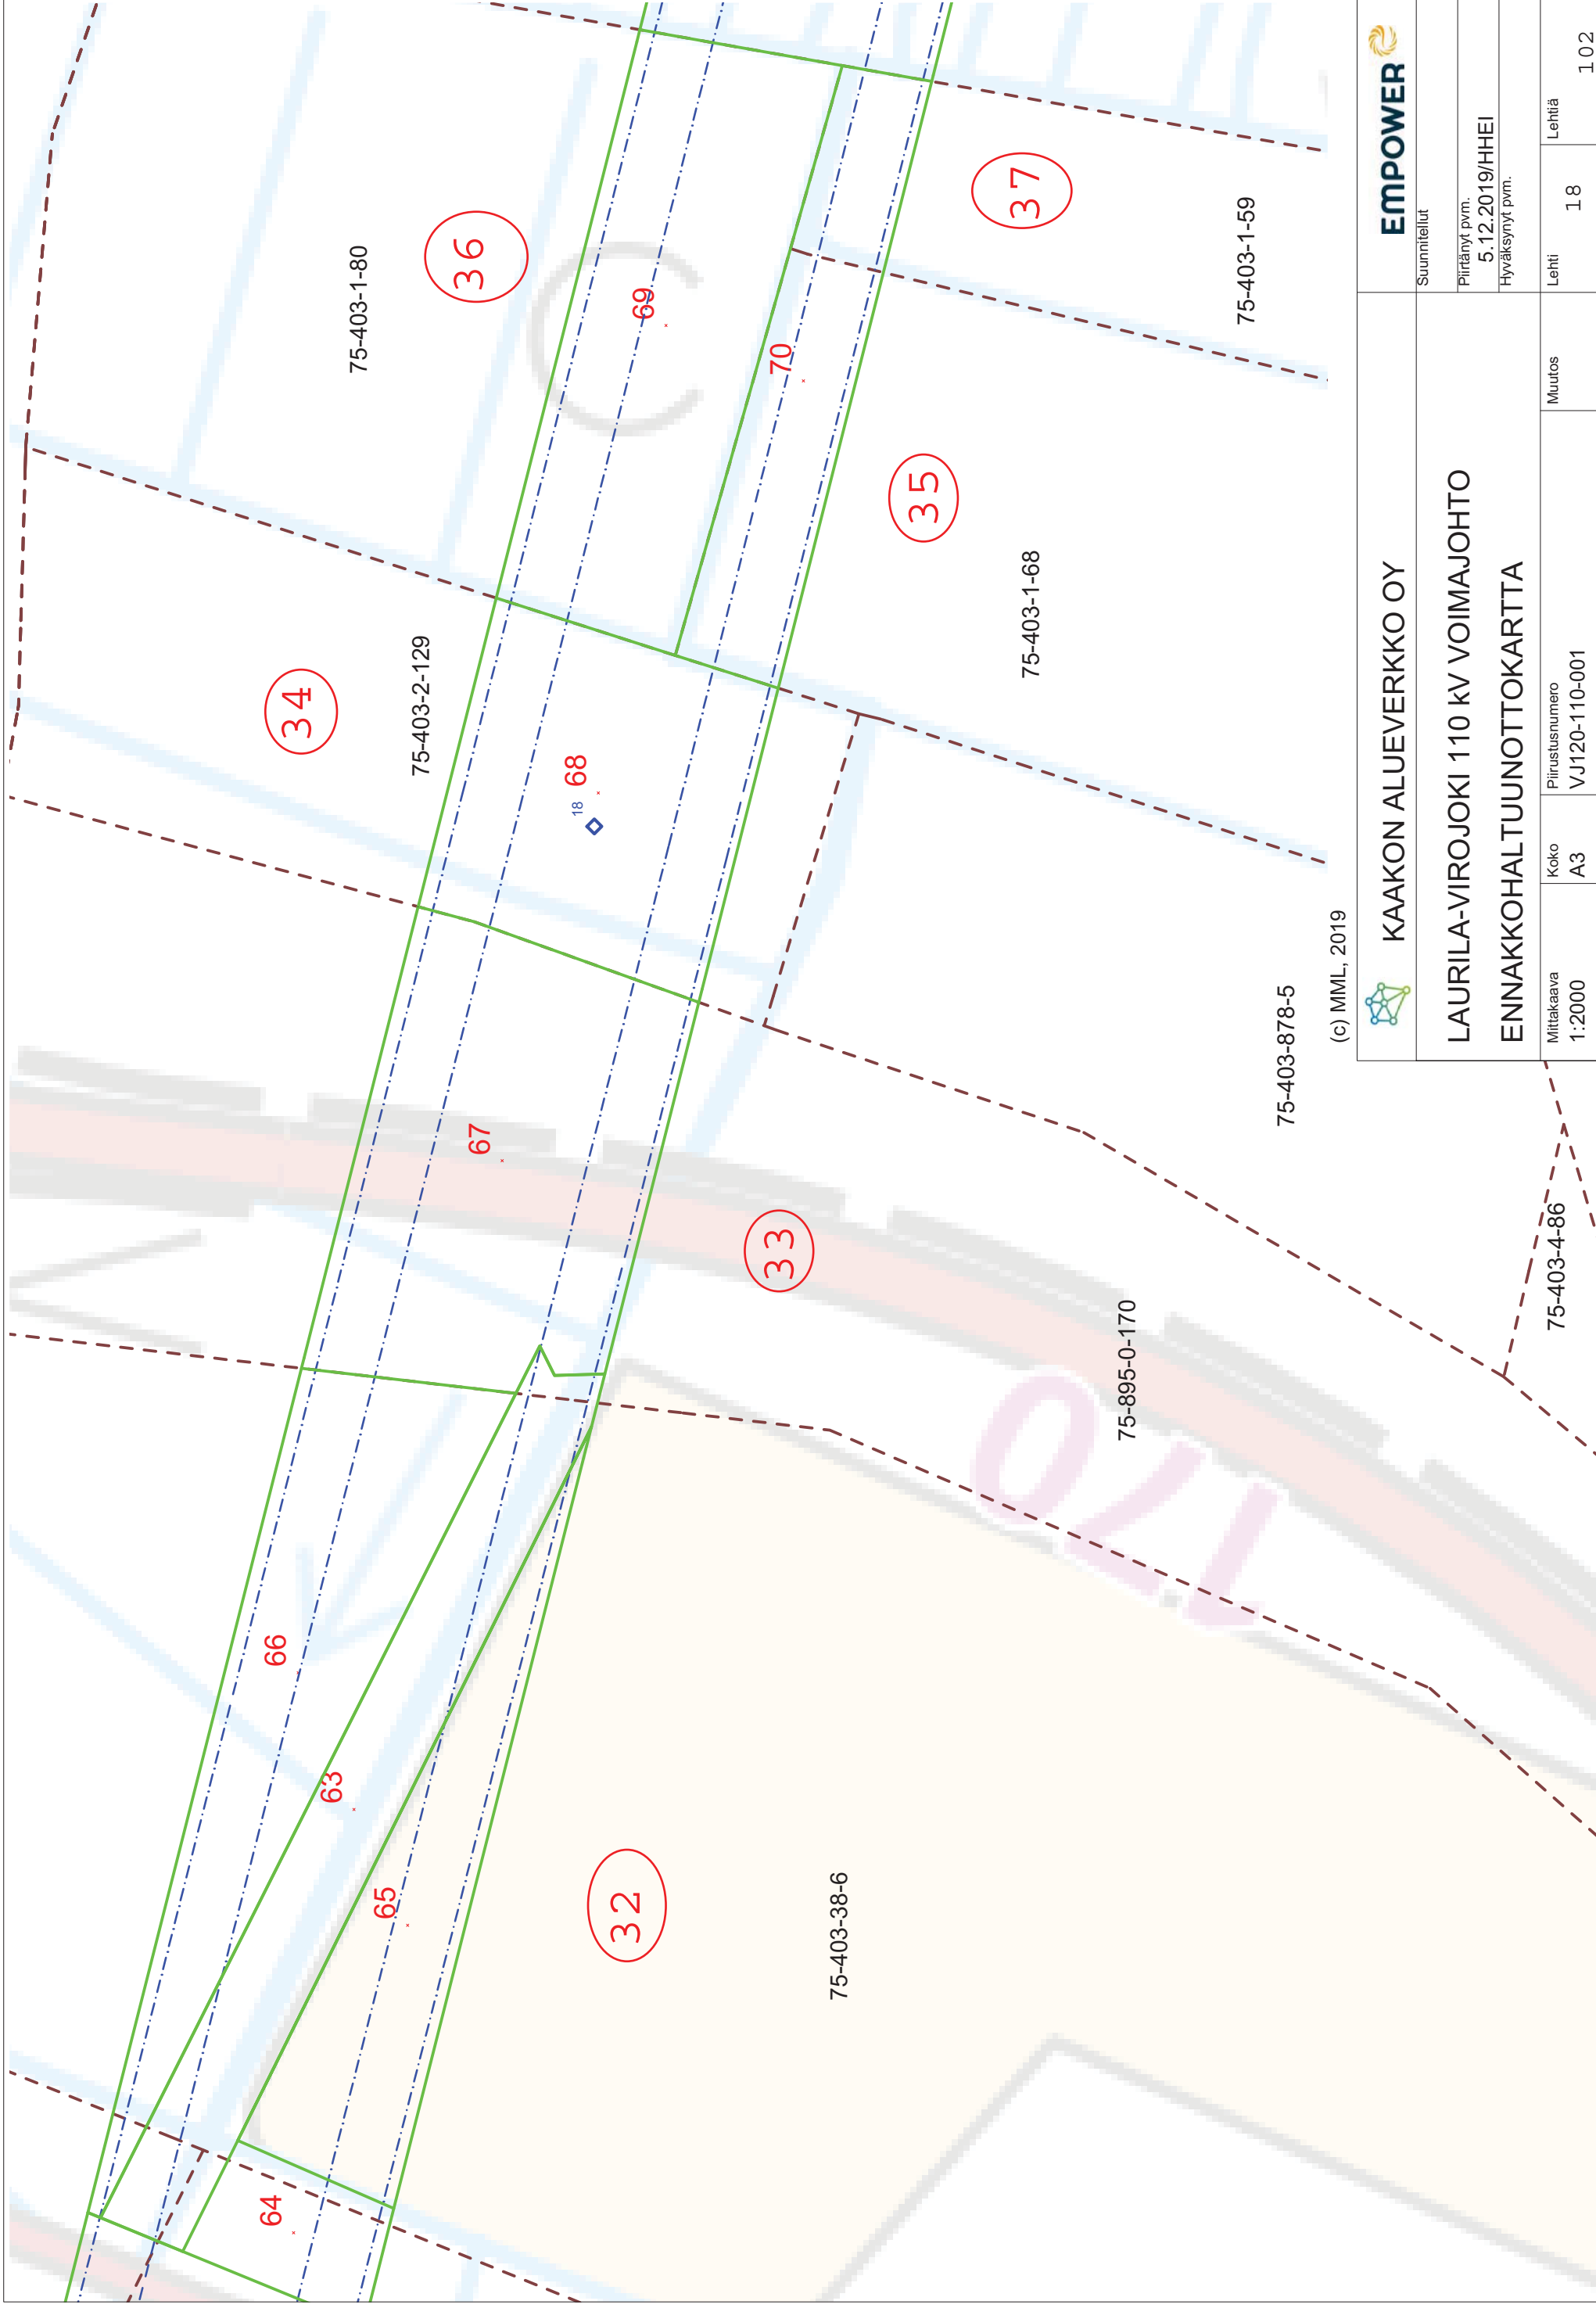 64
65
63
66
32
75-403-38-6
67
33
170
75-895-0-170
75-403-4-86
75-403-878-5
18
68
34
75-403-2-129
69
36
75-403-1-80
70
35
75-403-1-68
37
75-403-1-59
(c) MML, 2019
KAAKON ALUEVERKKO OY
EMPOWER
LAURILA-VIROJOKI 110 kV VOIMAJOHTO
ENNAKKOHALTUUNOTTOKARTTA
Suunnitellut
Piirtänyt pvm.
5.12.2019/HHEI
Hyväksynyt pvm.
Mittakaava Koko Piirustusnumero Muutos Lehti Lehtiä
1:2000 A3 VJ120-110-001 18 102